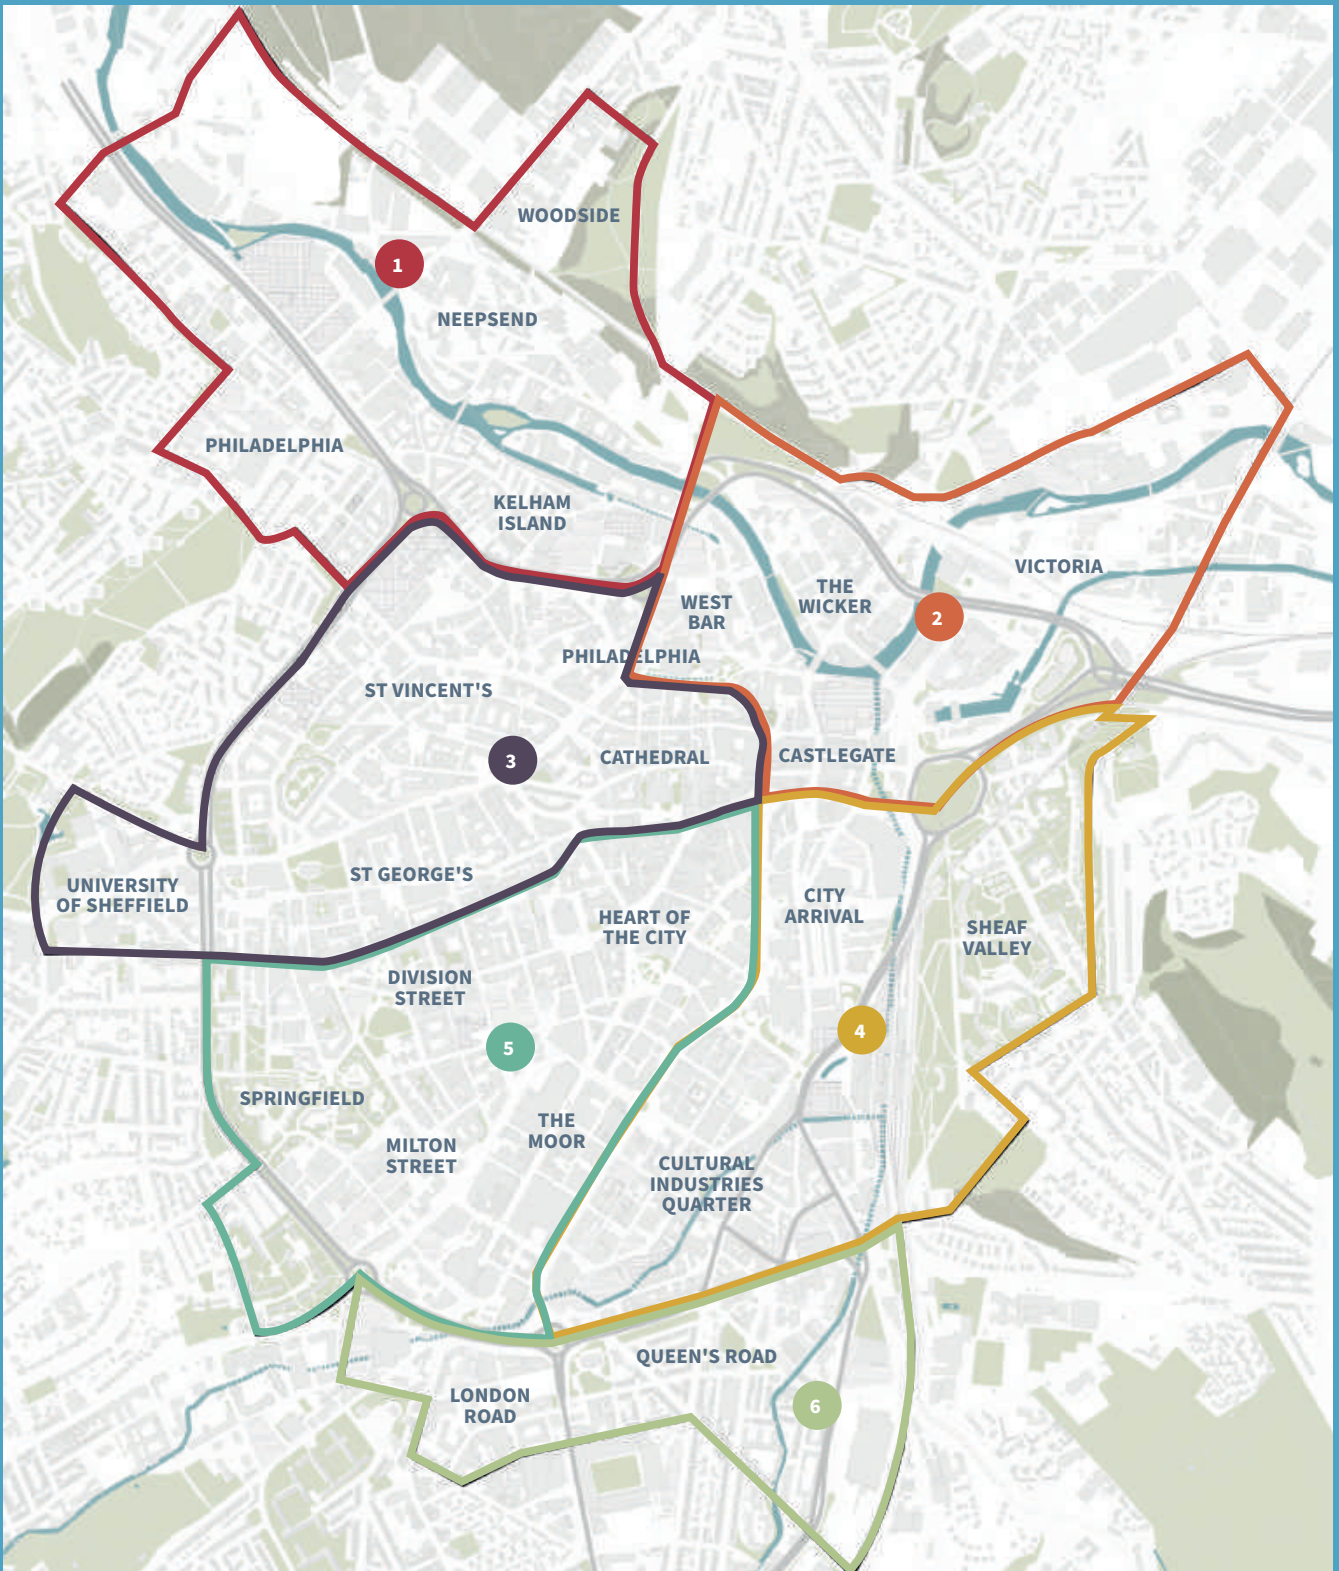 WOODSIDE
1
NEEPSEND
PHILADELPHIA
KELHAM
ISLAND
VICTORIA
THE
WICKER
2
WEST
BAR
PHILADELPHIA
ST VINCENT'S
3
CATHEDRAL
CASTLEGATE
ST GEORGE'S
UNIVERSITY
OF SHEFFIELD
HEART OF
THE CITY
CITY
ARRIVAL
SHEAF
VALLEY
DIVISION
STREET
4
5
SPRINGFIELD
THE
MOOR
MILTON
STREET
CULTURAL
INDUSTRIES
QUARTER
QUEEN'S ROAD
LONDON
ROAD
6